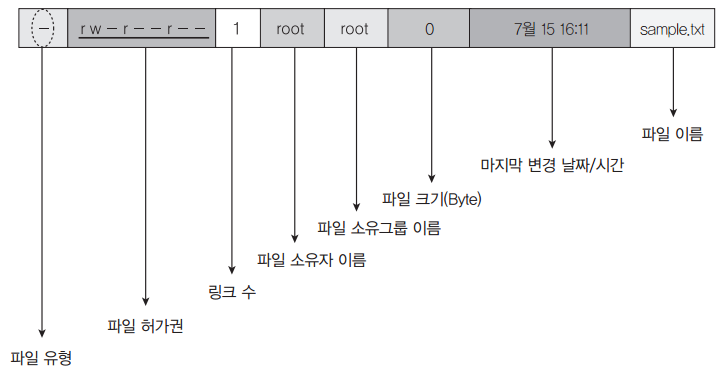 - rw-r--r-- 1 root root 0 7월 15 16:11 sample.txt
파일 이름
마지막 변경 날짜/시간
파일 크기(Byte)
파일 소유그룹 이름
파일 소유자 이름
링크 수
파일 허가권
파일 유형